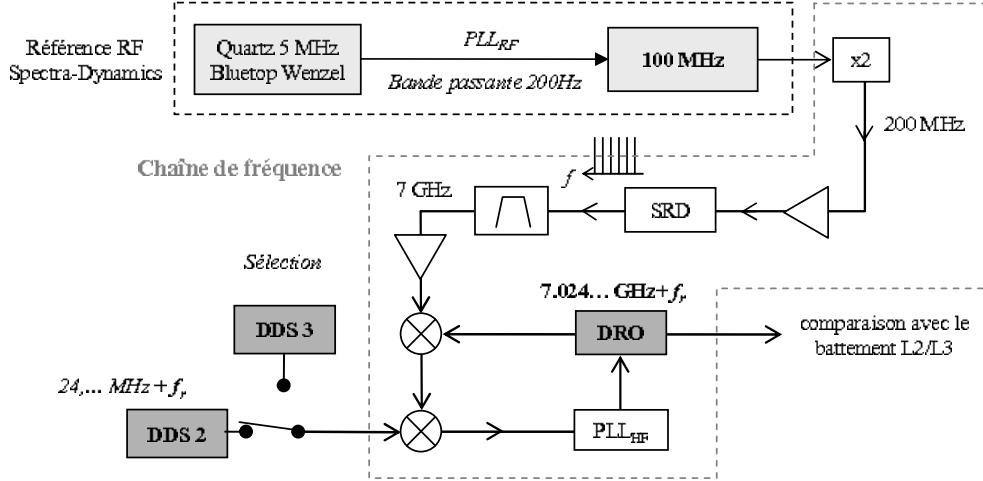 Référence RF
Spectra-Dynamics
Quartz 5 MHz
Bluetop Wenzel
PLL_RF
Bande passante 200Hz
100 MHz
x2
200 MHz
Chaîne de fréquence
f
7 GHz
SRD
Sélection
DDS 3
7.024… GHz+ f_r
DRO
comparaison avec le
battement L2/L3
24,… MHz + f_r
DDS 2
PLL_HF